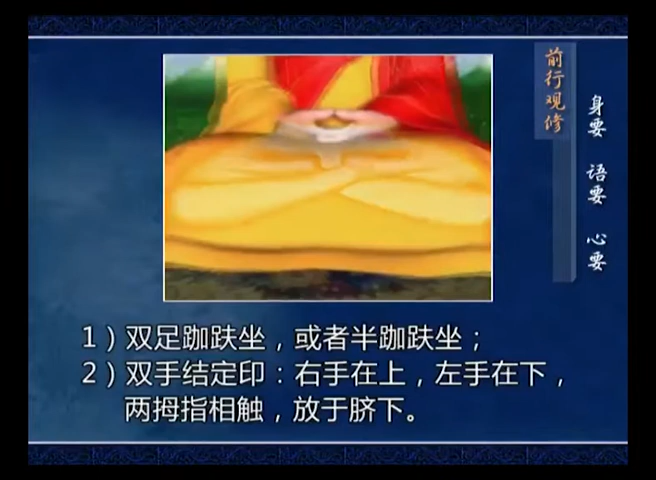 前行观修
身要 语要 心要
1）双足跏趺坐，或者半跏趺坐；
2）双手结定印：右手在上，左手在下，
两拇指相触，放于脐下。